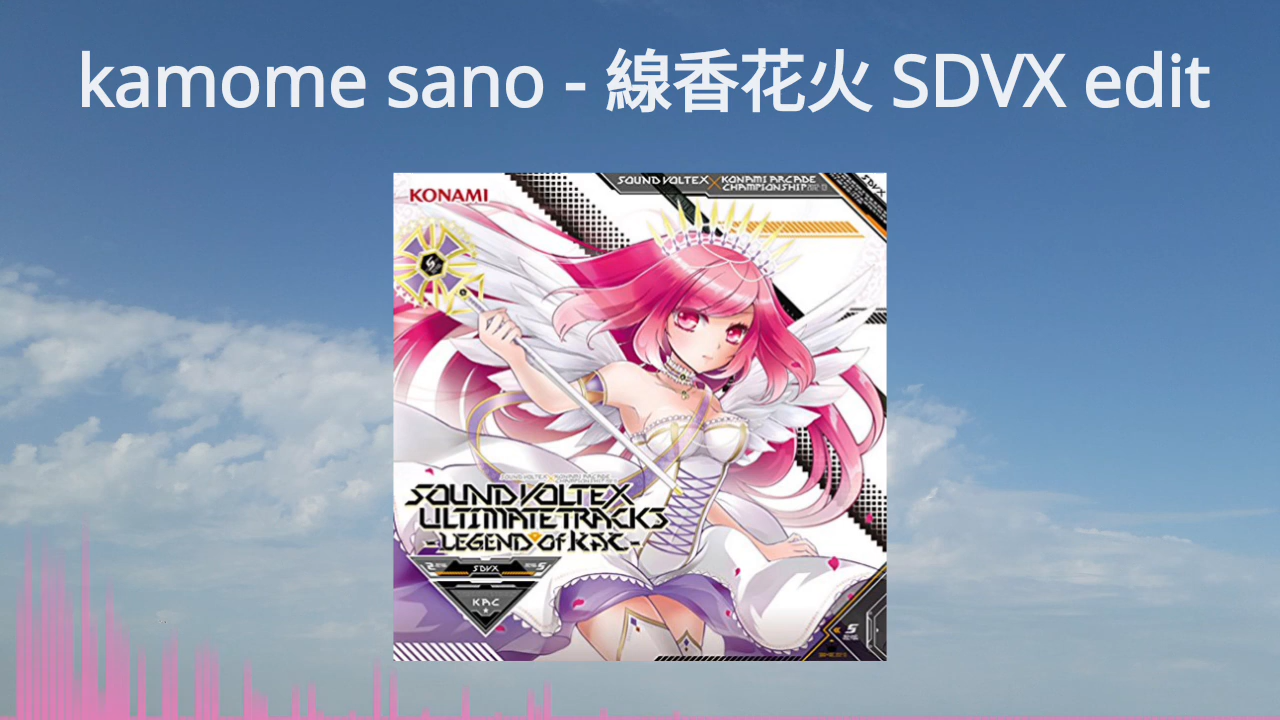 kamome sano - 線香花火 SDVX edit
SOUND VOLTEX × KONAMI ARCADE
CHAMPIONSHIP
SDVX
KONAMI
SOUND VOLTEX
ULTIMATE TRACKS
-LEGEND of KAC-
SDVX
KAC
S